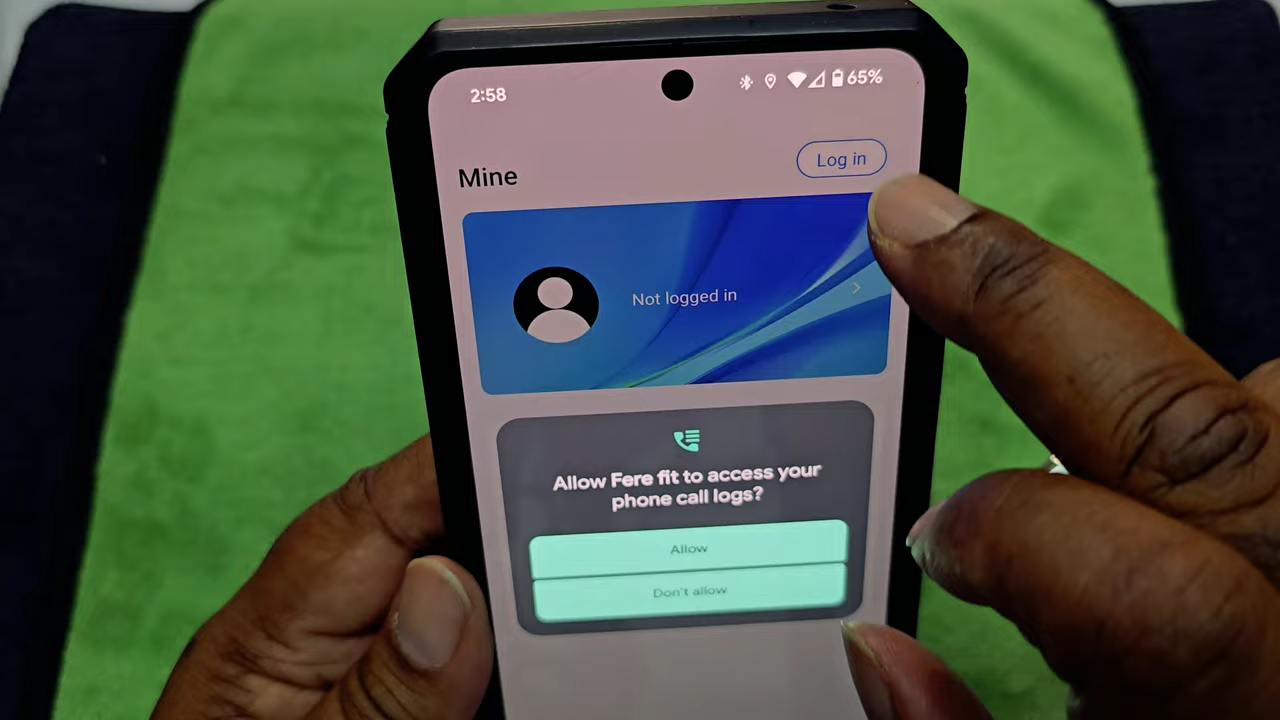 2:58
65%
Log in
Mine
Not logged in
Allow Fere fit to access your
phone call logs?
Allow
Don't allow